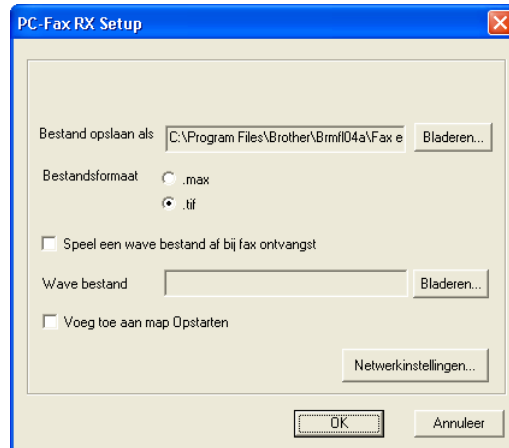 PC-Fax RX Setup
Bestand opslaan als C:\Program Files\Brother\Brmfl04a\Fax e Bladeren...
Bestandsformaat .max
.tif
Speel een wave bestand af bij fax ontvangst
Wave bestand Bladeren...
Voeg toe aan map Opstarten
Netwerkinstellingen...
OK Annuleer